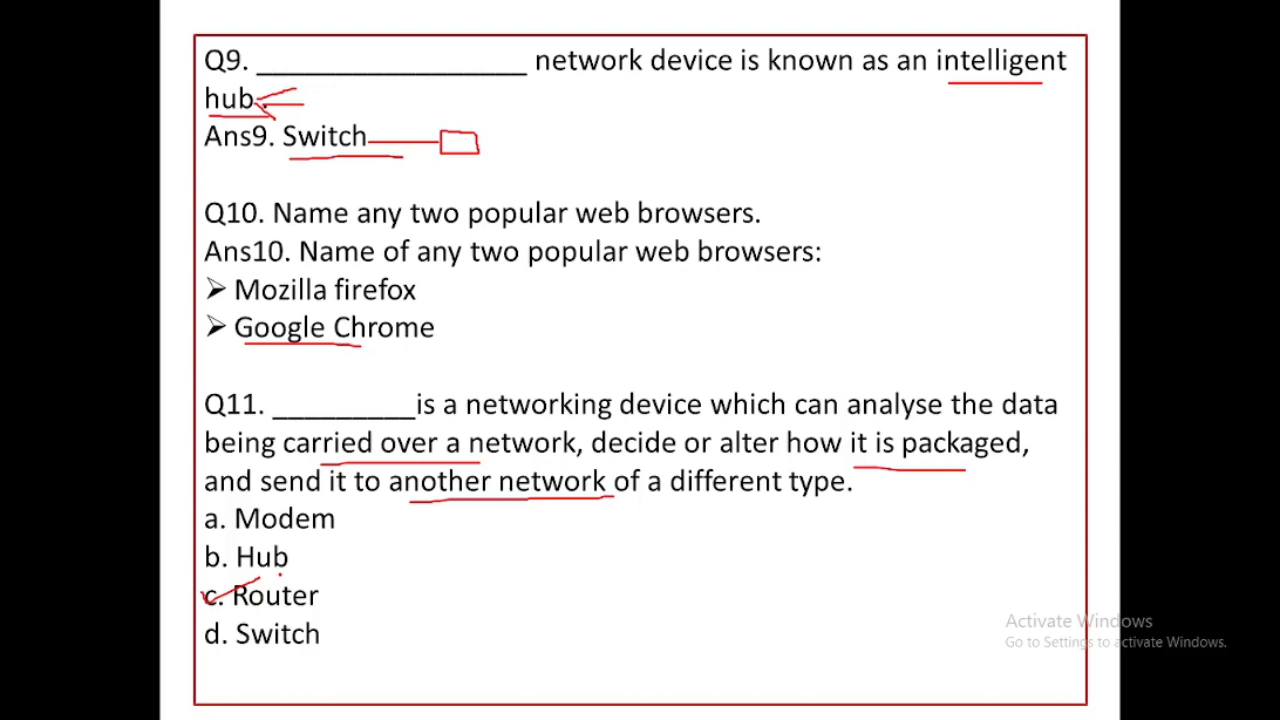 Q9. __________________ network device is known as an intelligent
hub .
Ans9. Switch
Q10. Name any two popular web browsers.
Ans10. Name of any two popular web browsers:
➢ Mozilla firefox
➢ Google Chrome
Q11. _________is a networking device which can analyse the data
being carried over a network, decide or alter how it is packaged,
and send it to another network of a different type.
a. Modem
b. Hub
c. Router
d. Switch
Activate Windows
Go to Settings to activate Windows.